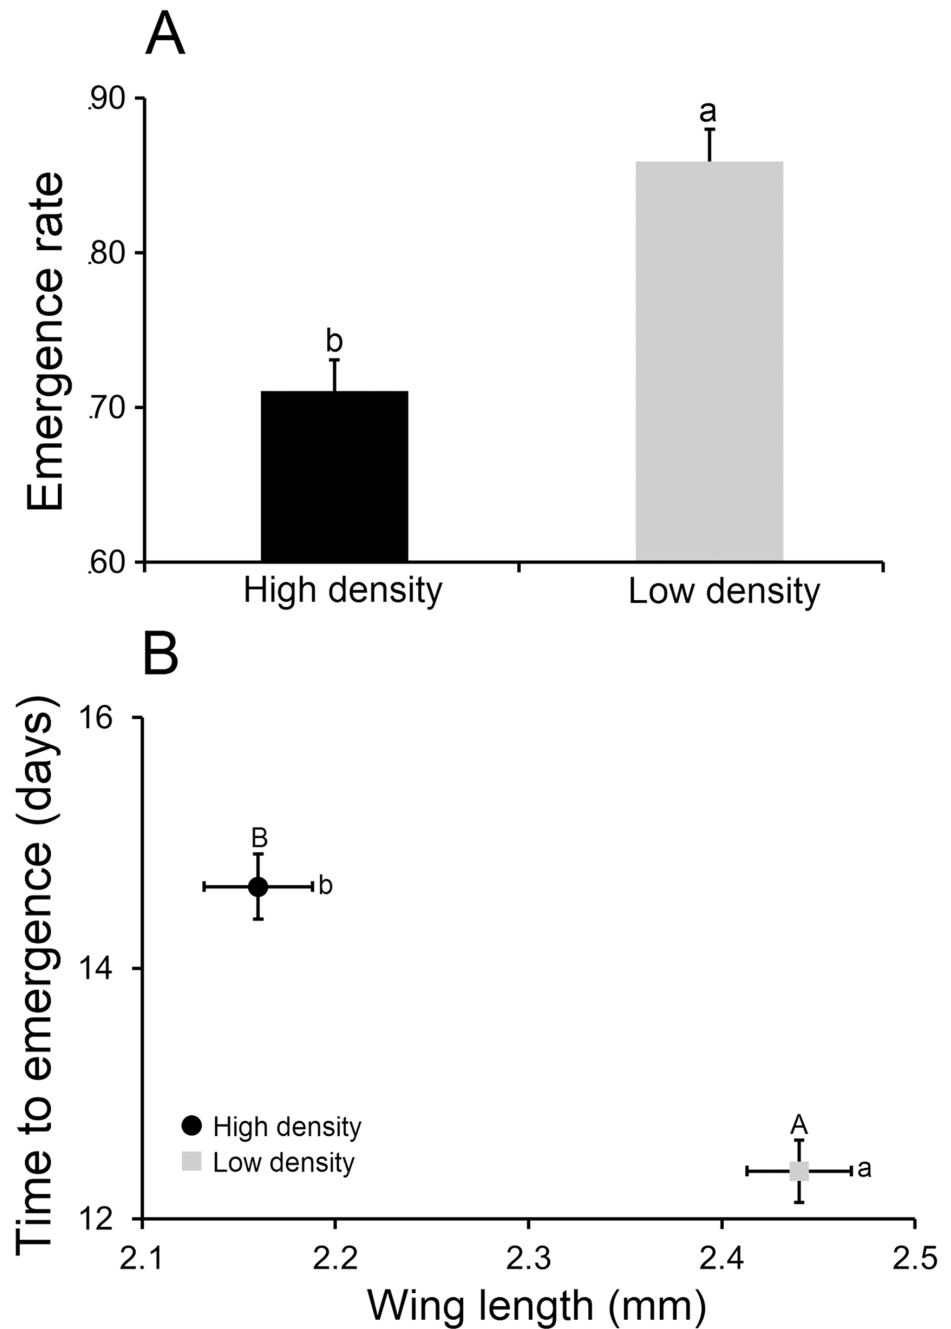 A
.90
.80
.70
.60
Emergence rate
b
a
High density
Low density
B
16
14
12
Time to emergence (days)
B
b
A
a
High density
Low density
2.1
2.2
2.3
2.4
2.5
Wing length (mm)